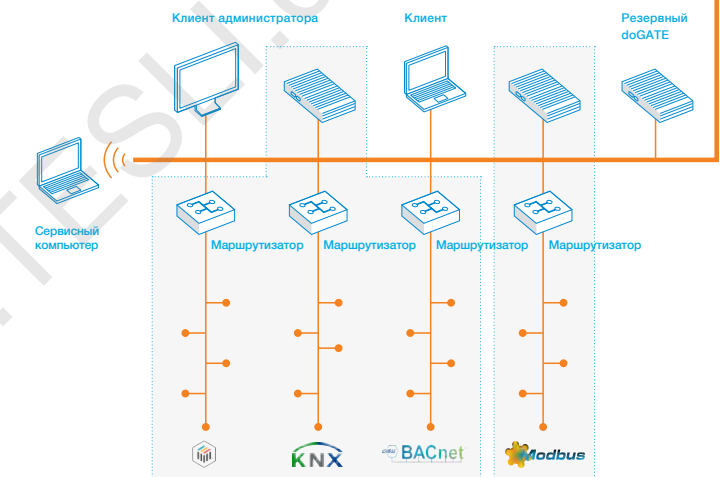 Клиент администратора
Клиент
Резервный
doGATE
Сервисный
компьютер
Маршрутизатор
Маршрутизатор
Маршрутизатор
Маршрутизатор
KNX
BACnet
Modbus